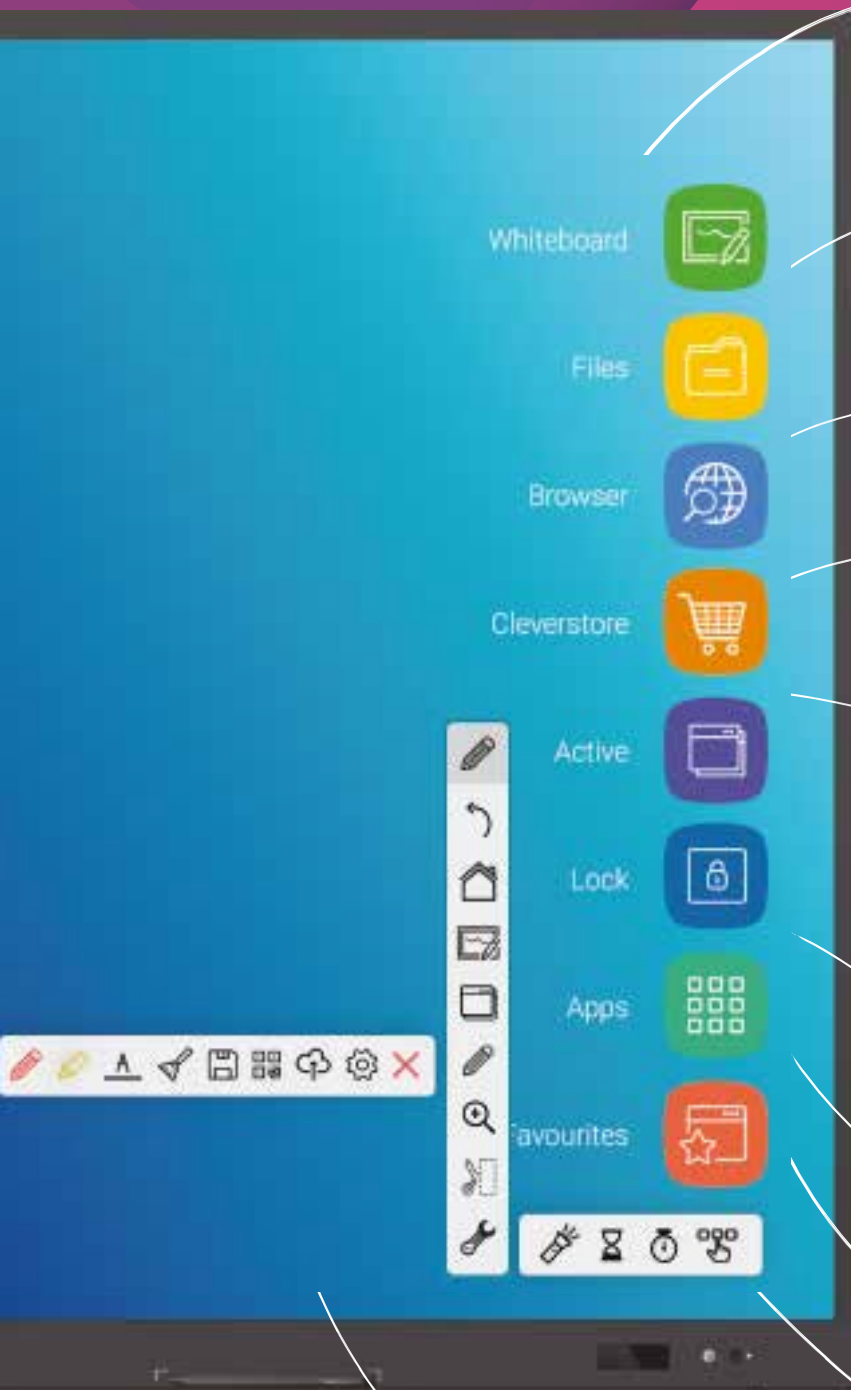 Whiteboard
Files
Browser
Cleverstore
Active
Lock
Apps
avourites
A